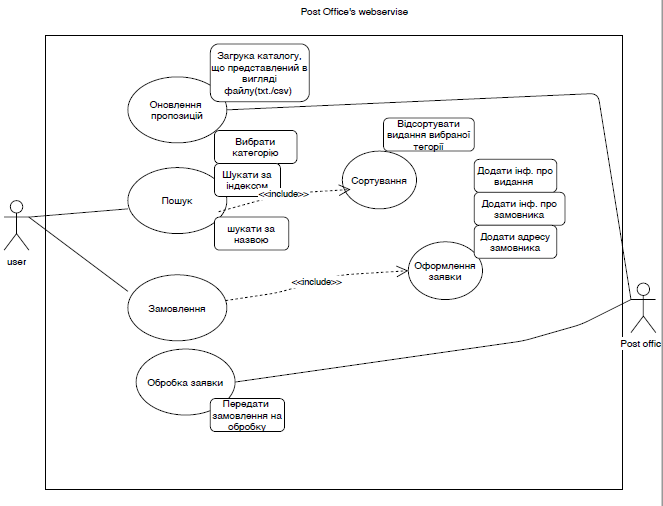 Post Office's webservise
Загрука каталогу,
що представлений в
вигляді
файлу(txt./csv)
Оновлення
пропозицій
Вибрати
категорію
Відсортувати
видання вибраної
тегорії
Шукати за
індексом
<<include>>
Пошук
Сортування
шукати за
назвою
Додати інф. про
видання
Додати інф. про
замовника
Додати адресу
замовника
user
Оформлення
заявки
<<include>>
Замовлення
Post offic
Обробка заявки
Передати
замовлення на
обробку